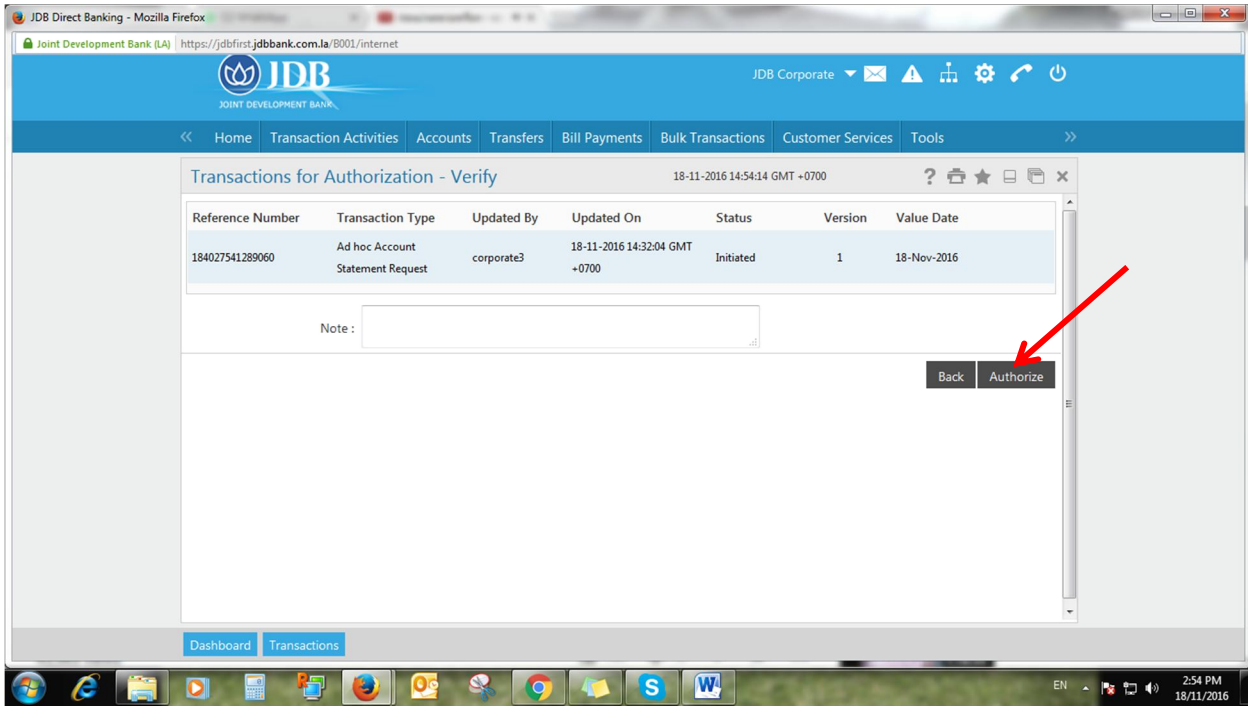 JDB Direct Banking - Mozilla Firefox
Joint Development Bank (LA) https://jdbfirst.jdbbank.com.la/B001/internet
JDB
JOINT DEVELOPMENT BANK
JDB Corporate
Home Transaction Activities Accounts Transfers Bill Payments Bulk Transactions Customer Services Tools
Transactions for Authorization - Verify 18-11-2016 14:54:14 GMT +0700
Reference Number Transaction Type Updated By Updated On Status Version Value Date
184027541289060 Ad hoc Account Statement Request corporate3 18-11-2016 14:32:04 GMT +0700 Initiated 1 18-Nov-2016
Note :
Back Authorize
Dashboard Transactions
EN 2:54 PM
18/11/2016